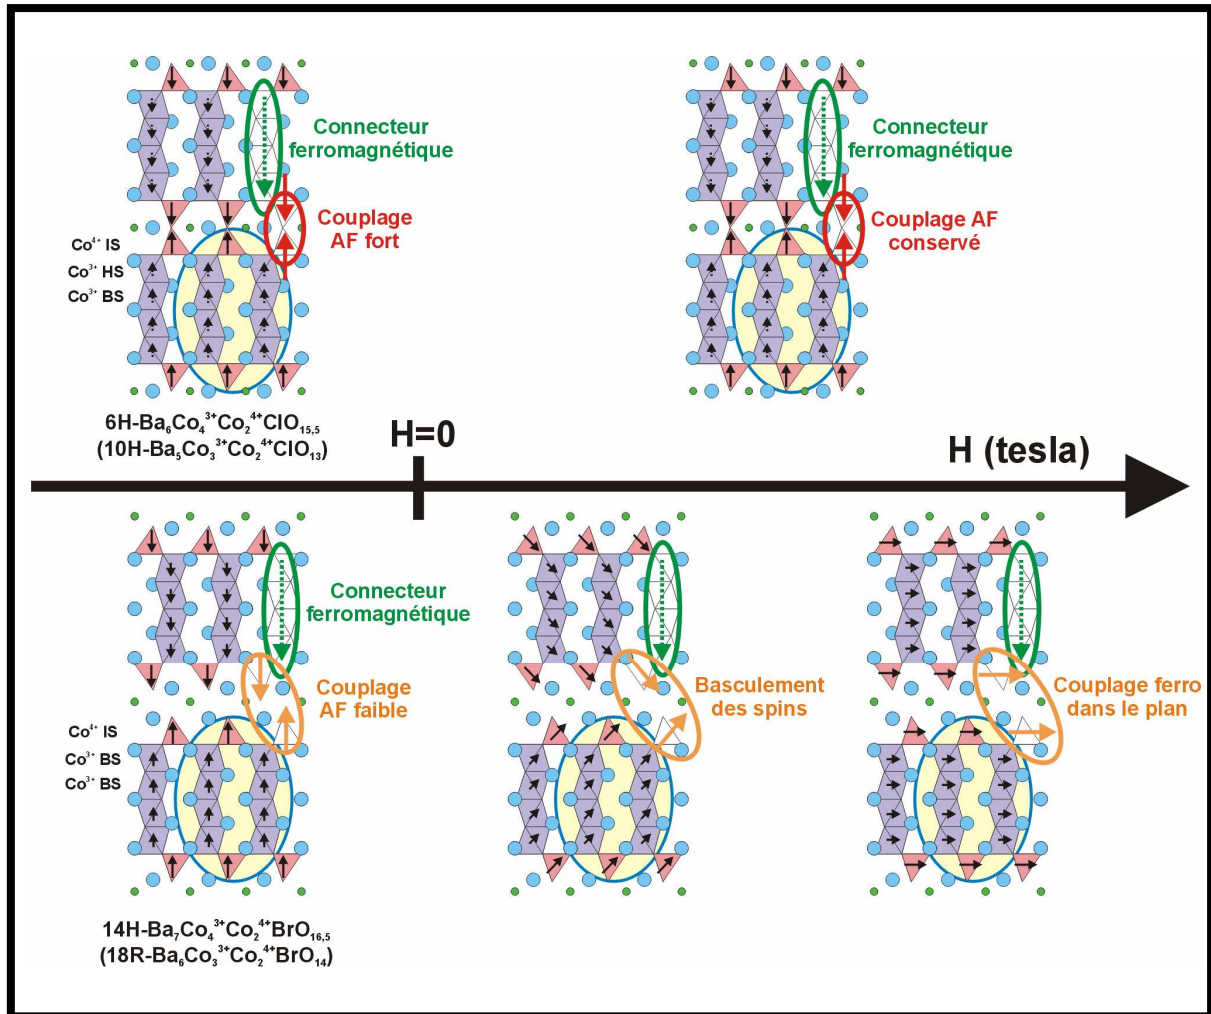 Connecteur
ferromagnétique
Couplage
AF fort
Co⁴⁺ IS
Co³⁺ HS
Co³⁺ BS
6H-Ba₆Co₄³⁺Co₂⁴⁺ClO₁₅,₅
(10H-Ba₅Co₃³⁺Co₂⁴⁺ClO₁₃)
Connecteur
ferromagnétique
Couplage AF
conservé
H=0
H (tesla)
Connecteur
ferromagnétique
Couplage
AF faible
Co⁴⁺ IS
Co³⁺ BS
Co³⁺ BS
14H-Ba₇Co₄³⁺Co₂⁴⁺BrO₁₆,₅
(18R-Ba₆Co₃³⁺Co₂⁴⁺BrO₁₄)
Basculement
des spins
Couplage ferro
dans le plan